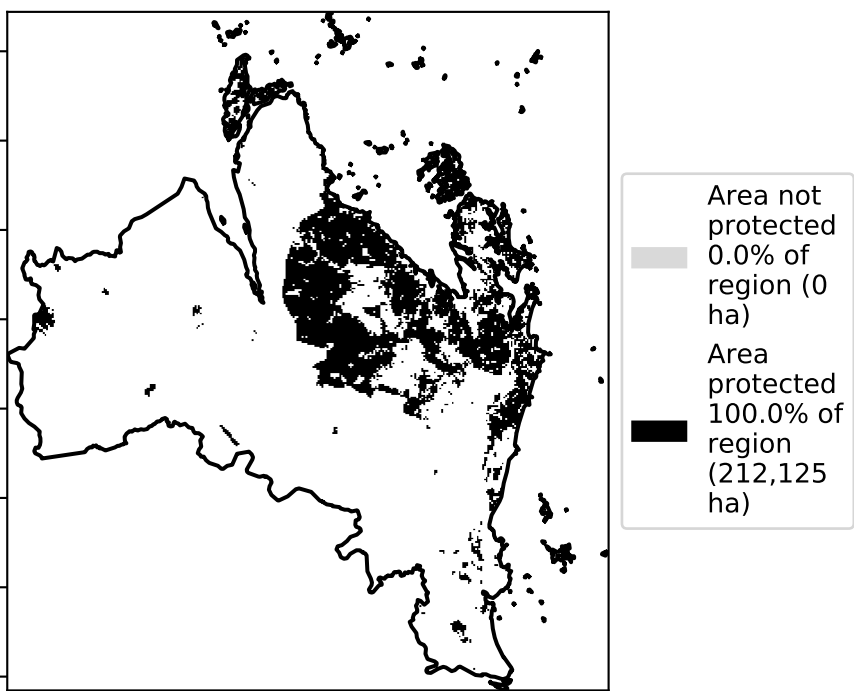 Area not
protected
0.0% of
region (0
ha)
Area
protected
100.0% of
region
(212,125
ha)